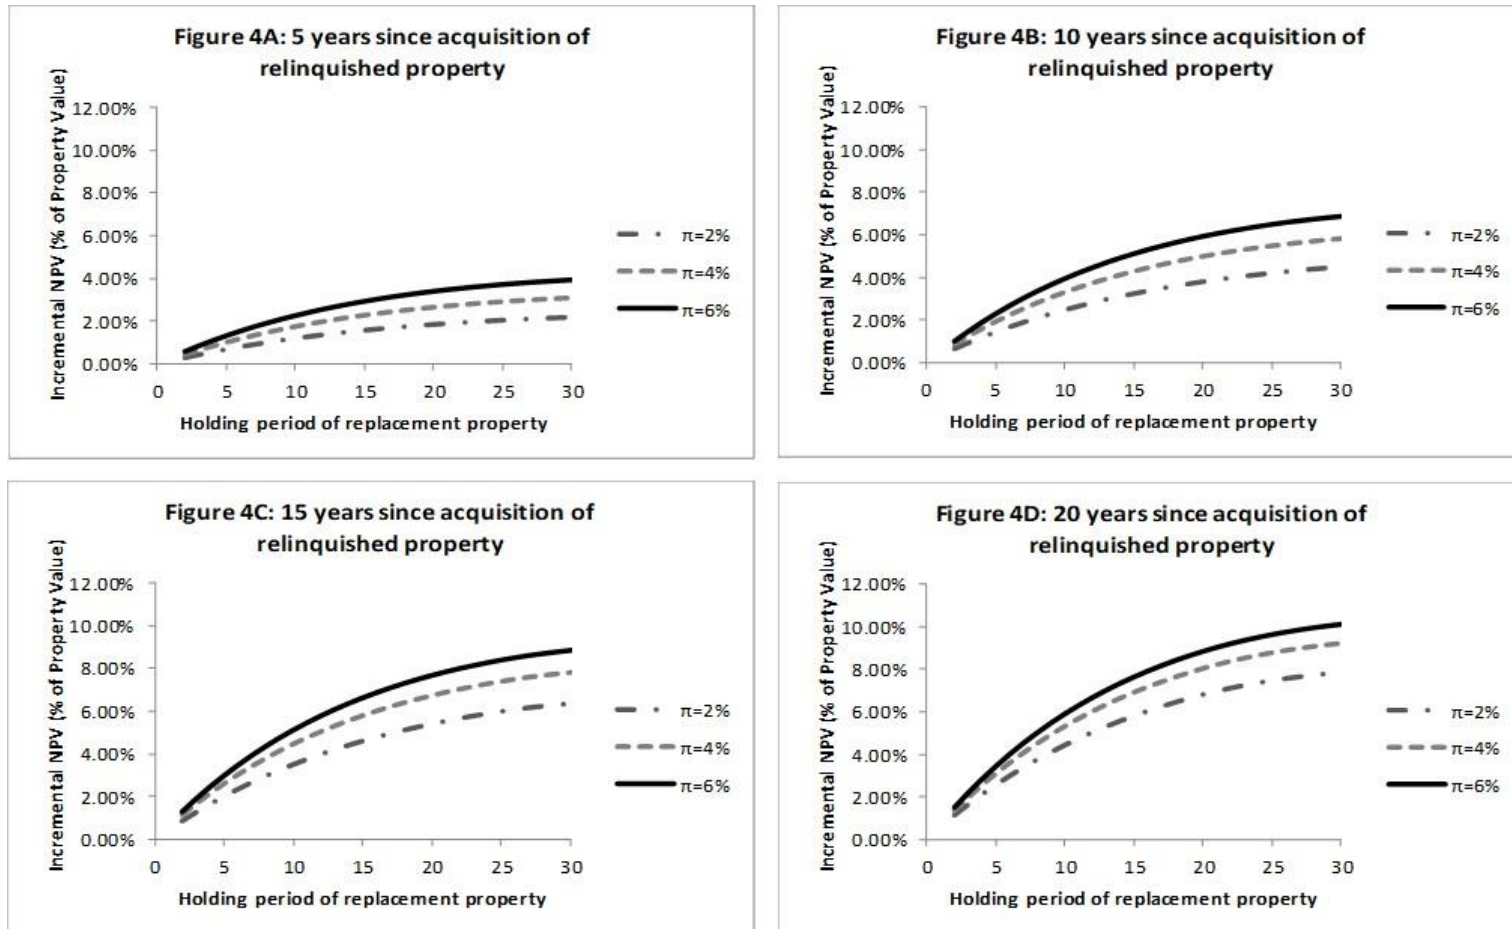 Figure 4A: 5 years since acquisition of
relinquished property
Incremental NPV (% of Property Value)
12.00%
10.00%
8.00%
6.00%
4.00%
2.00%
0.00%
0 5 10 15 20 25 30
Holding period of replacement property
π=2%
π=4%
π=6%
Figure 4B: 10 years since acquisition of
relinquished property
Incremental NPV (% of Property Value)
12.00%
10.00%
8.00%
6.00%
4.00%
2.00%
0.00%
0 5 10 15 20 25 30
Holding period of replacement property
π=2%
π=4%
π=6%
Figure 4C: 15 years since acquisition of
relinquished property
Incremental NPV (% of Property Value)
12.00%
10.00%
8.00%
6.00%
4.00%
2.00%
0.00%
0 5 10 15 20 25 30
Holding period of replacement property
π=2%
π=4%
π=6%
Figure 4D: 20 years since acquisition of
relinquished property
Incremental NPV (% of Property Value)
12.00%
10.00%
8.00%
6.00%
4.00%
2.00%
0.00%
0 5 10 15 20 25 30
Holding period of replacement property
π=2%
π=4%
π=6%